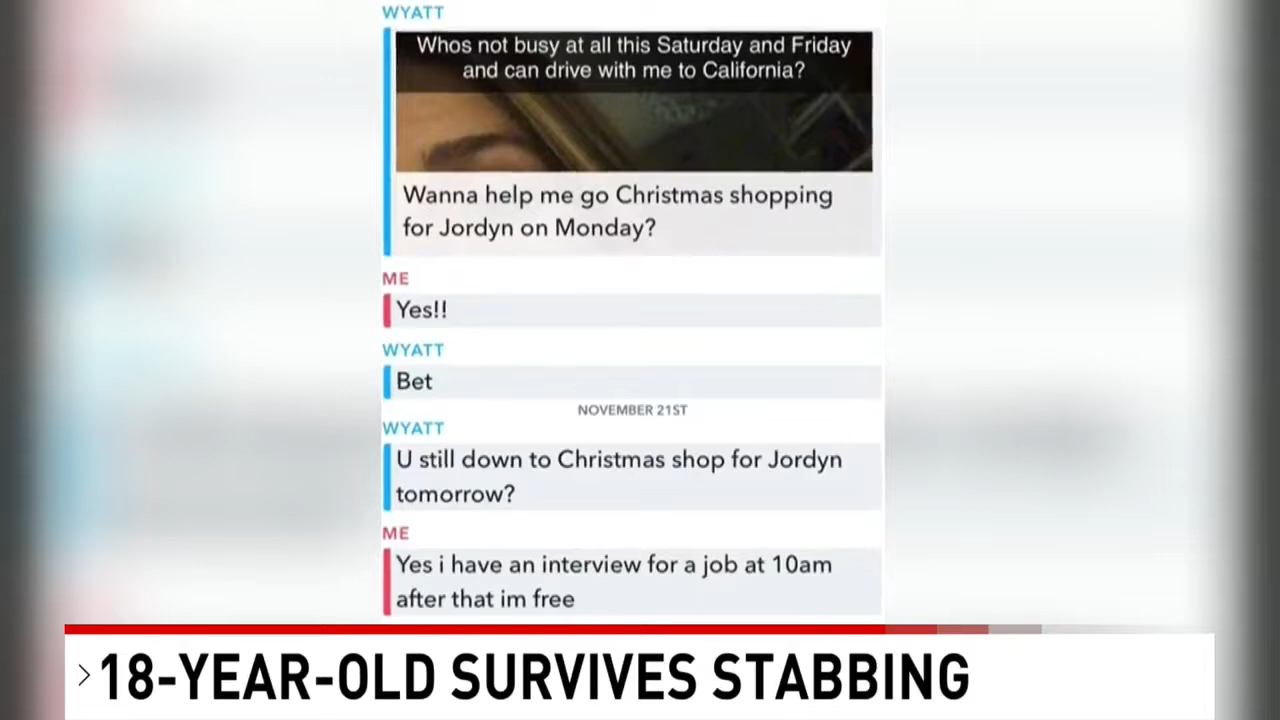 WYATT
Whos not busy at all this Saturday and Friday
and can drive with me to California?
Wanna help me go Christmas shopping
for Jordyn on Monday?
ME
Yes!!
WYATT
Bet
NOVEMBER 21ST
WYATT
U still down to Christmas shop for Jordyn
tomorrow?
ME
Yes i have an interview for a job at 10am
after that im free
> 18-YEAR-OLD SURVIVES STABBING